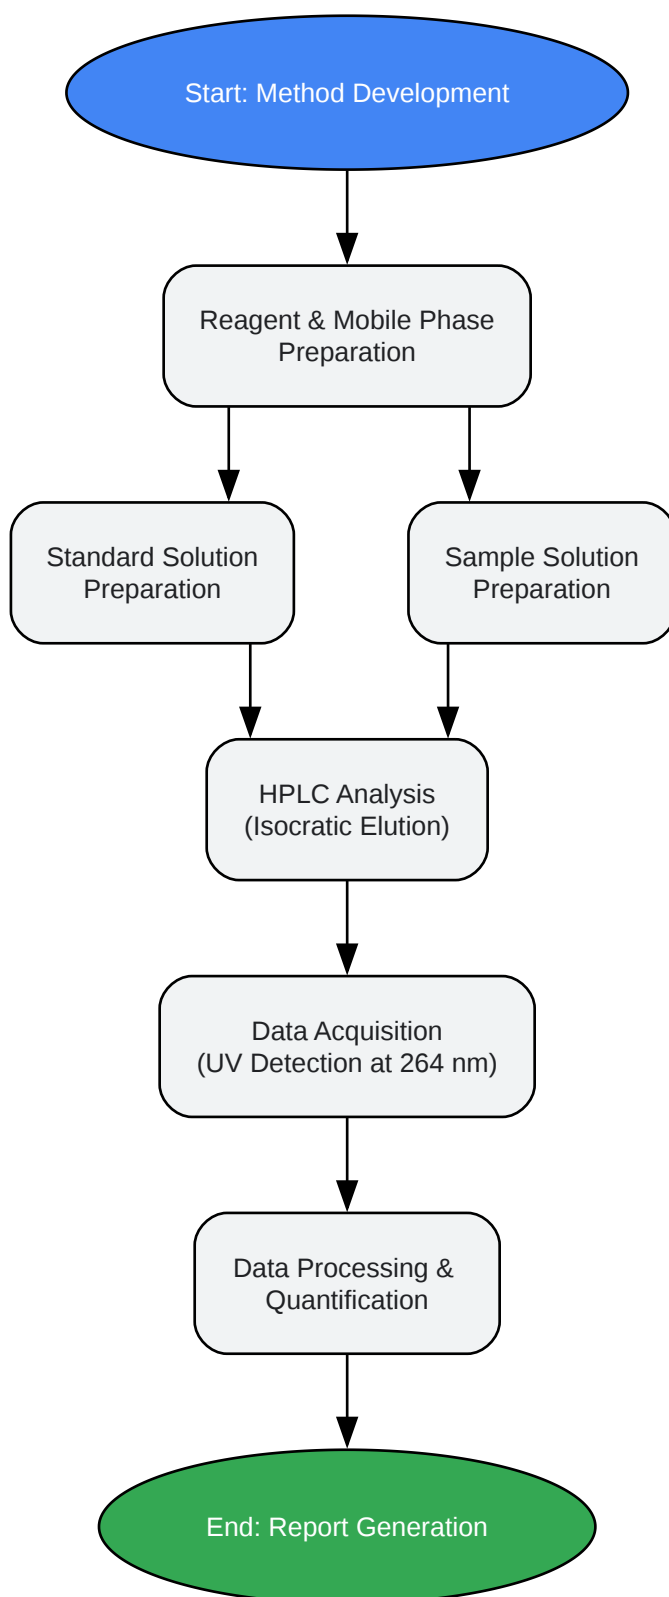 Start: Method Development
Reagent & Mobile Phase
Preparation
Standard Solution
Preparation
Sample Solution
Preparation
HPLC Analysis
(Isocratic Elution)
Data Acquisition
(UV Detection at 264 nm)
Data Processing &
Quantification
End: Report Generation